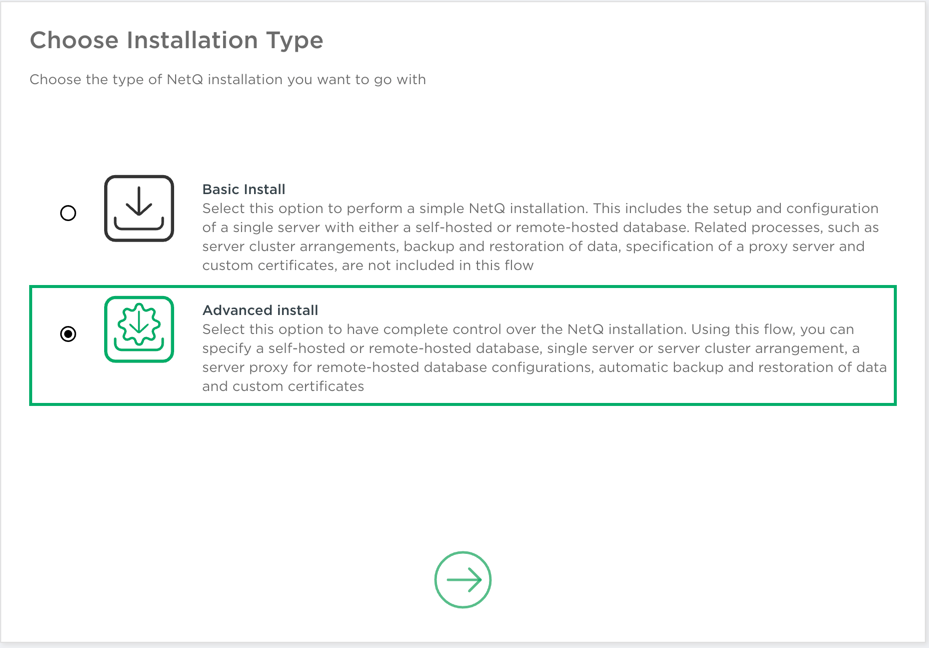 Choose Installation Type
Choose the type of NetQ installation you want to go with
Basic Install
Select this option to perform a simple NetQ installation. This includes the setup and configuration
of a single server with either a self-hosted or remote-hosted database. Related processes, such as
server cluster arrangements, backup and restoration of data, specification of a proxy server and
custom certificates, are not included in this flow
Advanced install
Select this option to have complete control over the NetQ installation. Using this flow, you can
specify a self-hosted or remote-hosted database, single server or server cluster arrangement, a
server proxy for remote-hosted database configurations, automatic backup and restoration of data
and custom certificates